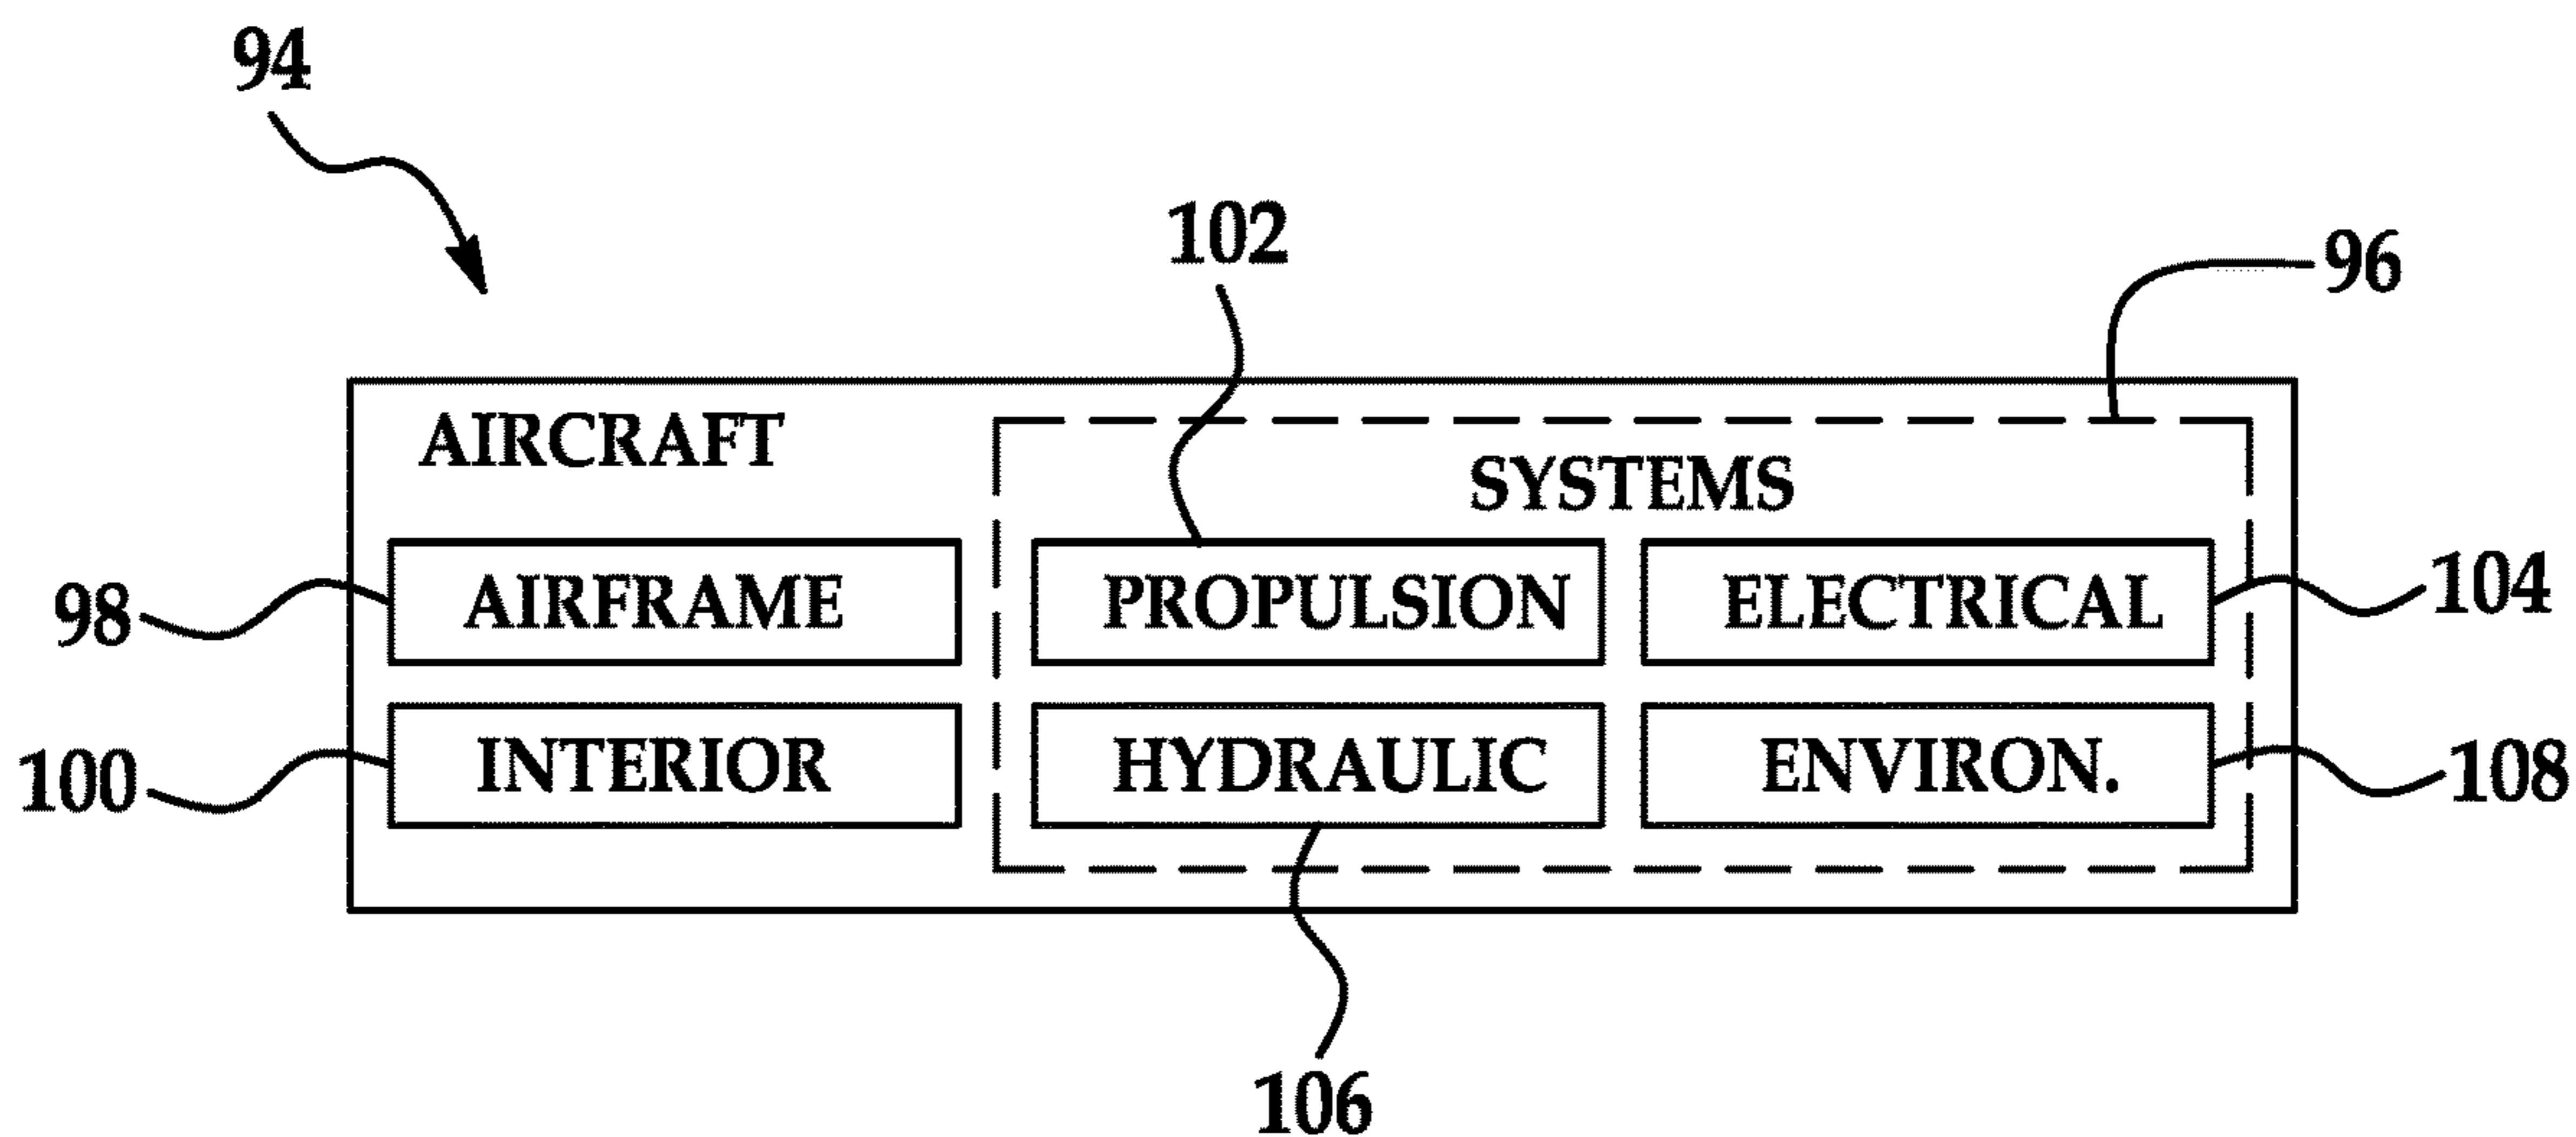 94
102
96
AIRCRAFT
SYSTEMS
98
AIRFRAME
PROPULSION
ELECTRICAL
104
100
INTERIOR
HYDRAULIC
ENVIRON.
108
106